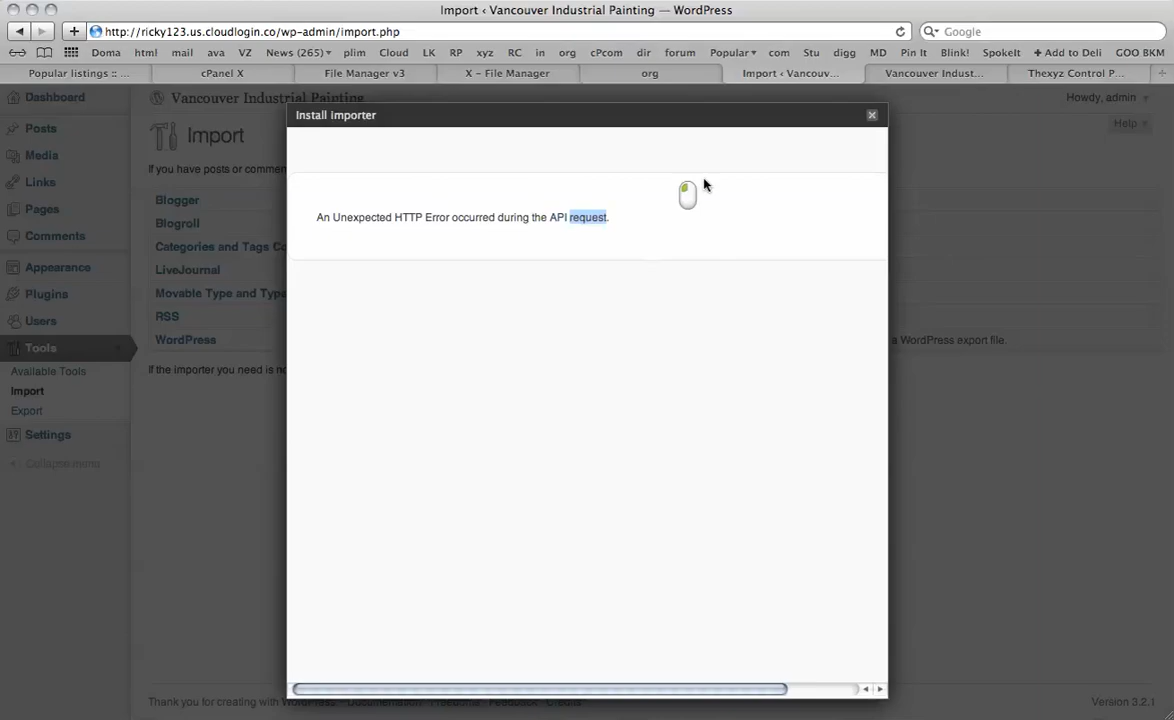 Import ‹ Vancouver Industrial Painting — WordPress
http://ricky123.us.cloudlogin.co/wp-admin/import.php
Google
Doma html mail ava VZ News (265) plim Cloud LK RP xyz RC in org cPcom dir forum Popular com Stu digg MD Pin It Blink! SpokeIt + Add to Deli GOO BKM
Popular listings :: ... cPanel X File Manager v3 X – File Manager org Import ‹ Vancouv... Vancouver Indust... Thexyz Control P...
Dashboard
Vancouver Industrial Painting
Howdy, admin
Install Importer
Help
Posts
Import
Media
If you have posts or commen
Links
Blogger
Pages
An Unexpected HTTP Error occurred during the API request.
Blogroll
Comments
Categories and Tags Co
Appearance
LiveJournal
Plugins
Movable Type and Type
Users
RSS
Tools
WordPress
a WordPress export file.
Available Tools
If the importer you need is no
Import
Export
Settings
Collapse menu
Thank you for creating with WordPress
Documentation
Feedback
Credits
Version 3.2.1